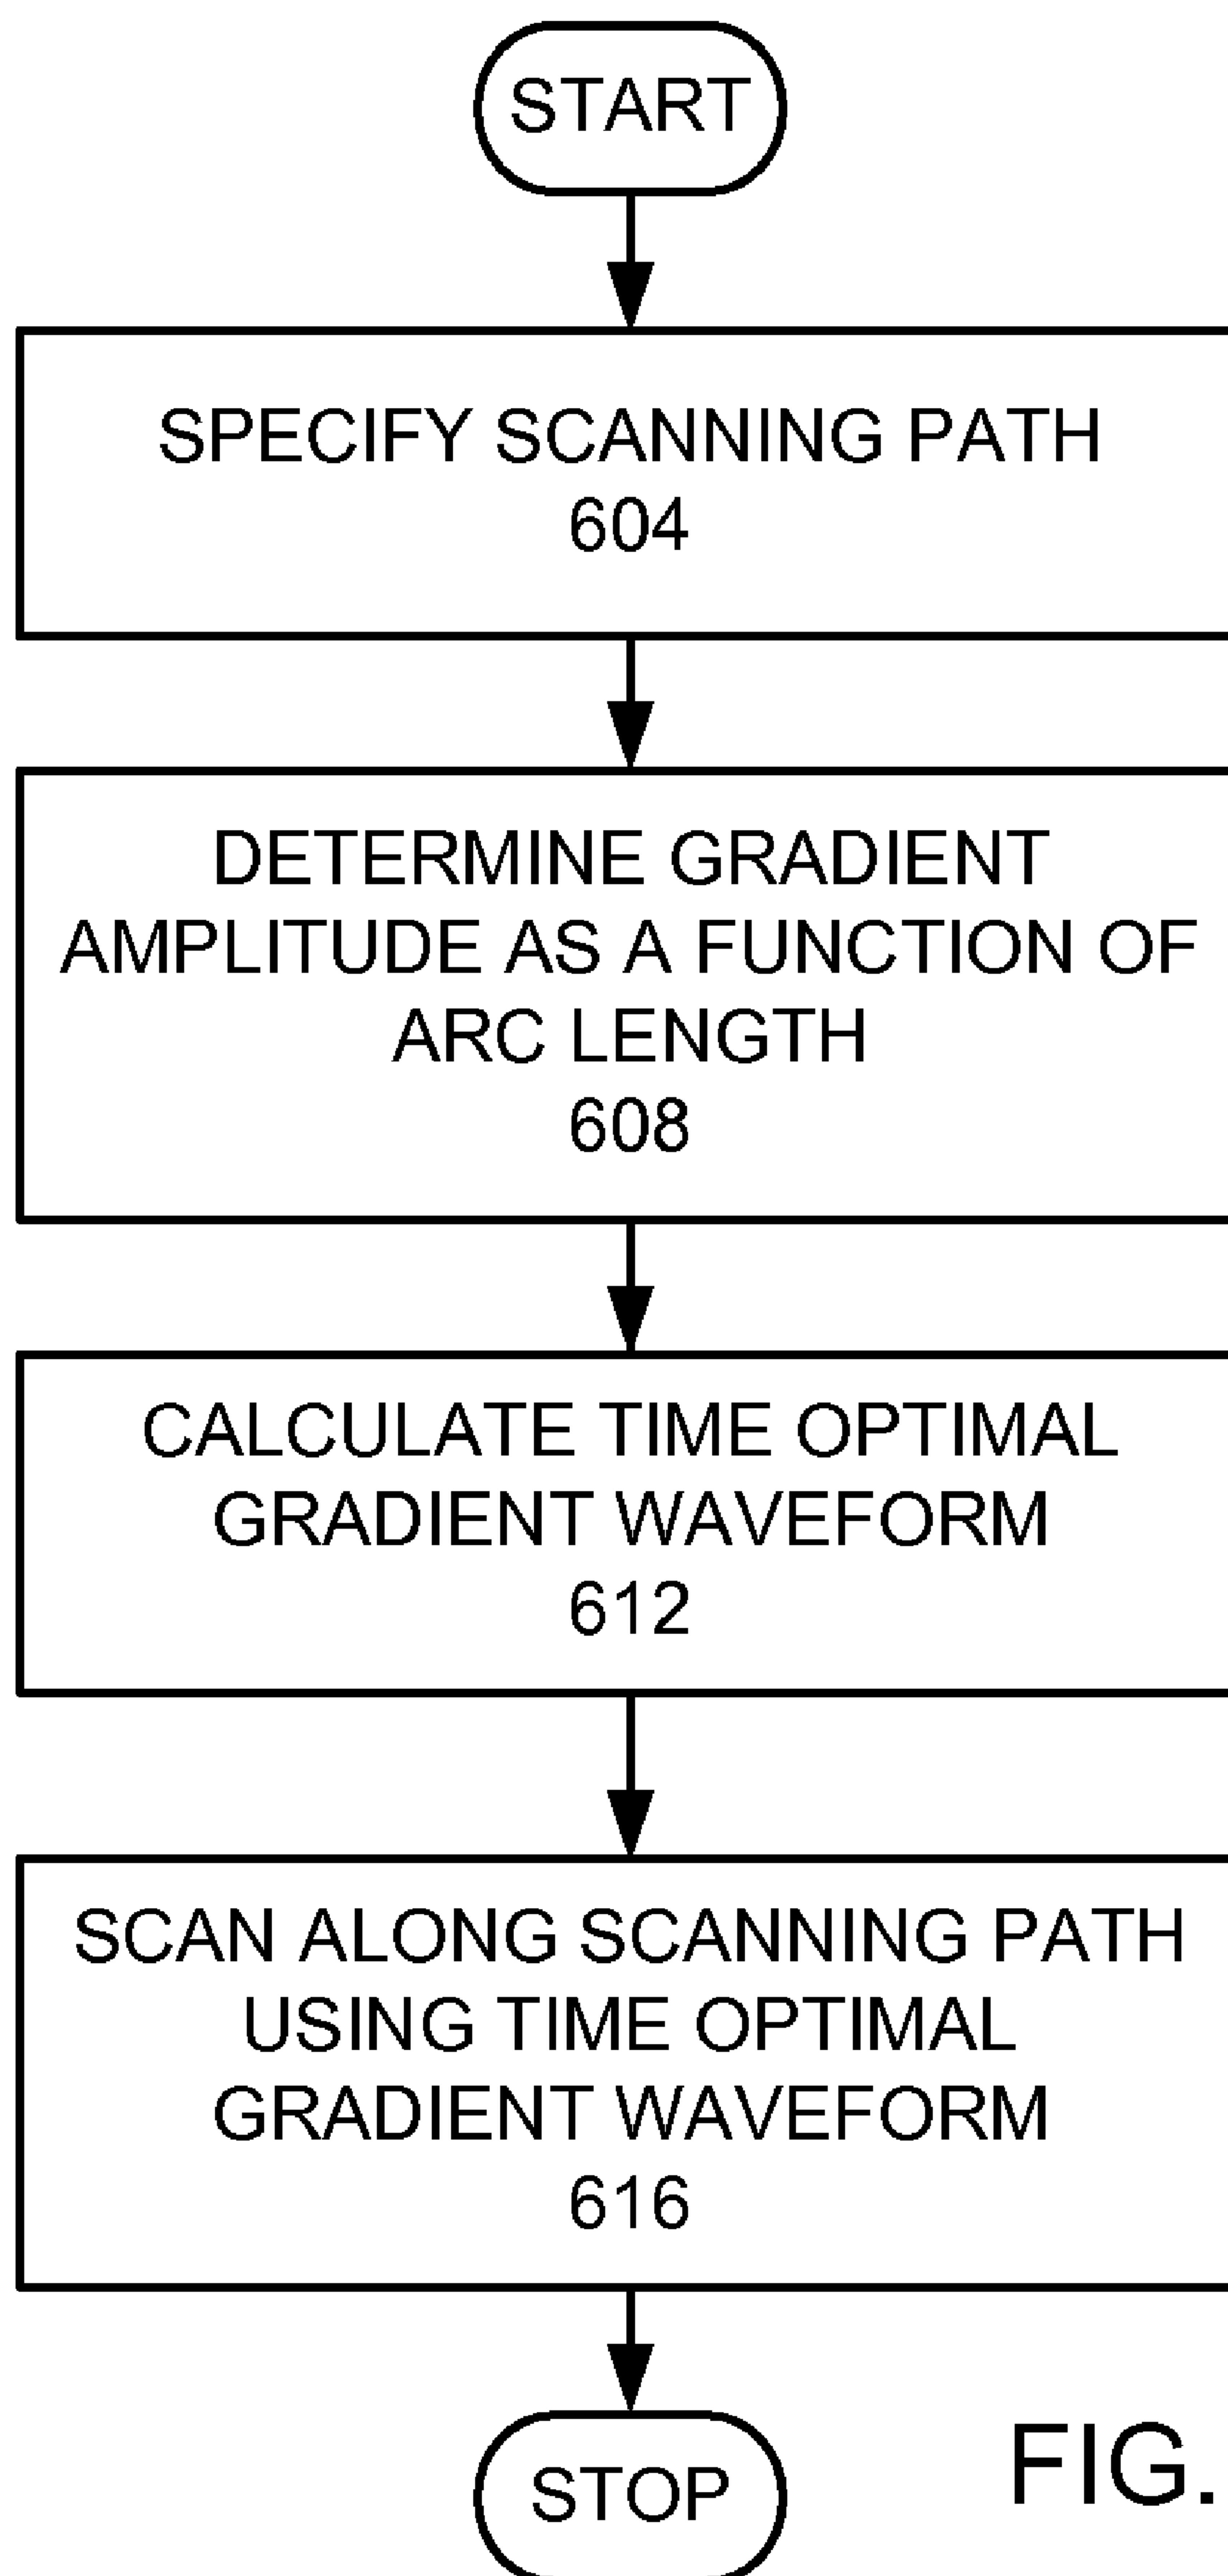 START
SPECIFY SCANNING PATH
604
DETERMINE GRADIENT
AMPLITUDE AS A FUNCTION OF
ARC LENGTH
608
CALCULATE TIME OPTIMAL
GRADIENT WAVEFORM
612
SCAN ALONG SCANNING PATH
USING TIME OPTIMAL
GRADIENT WAVEFORM
616
STOP
FIG.